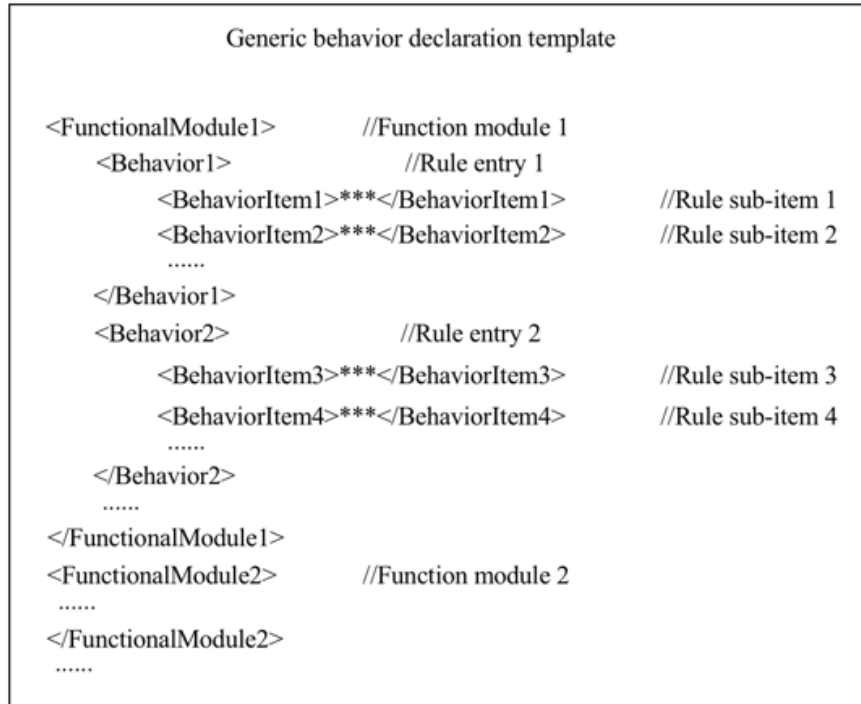 Generic behavior declaration template
<FunctionalModule1> //Function module 1
<Behavior1> //Rule entry 1
<BehaviorItem1>***</BehaviorItem1> //Rule sub-item 1
<BehaviorItem2>***</BehaviorItem2> //Rule sub-item 2
......
</Behavior1>
<Behavior2> //Rule entry 2
<BehaviorItem3>***</BehaviorItem3> //Rule sub-item 3
<BehaviorItem4>***</BehaviorItem4> //Rule sub-item 4
......
</Behavior2>
......
</FunctionalModule1>
<FunctionalModule2> //Function module 2
......
</FunctionalModule2>
......